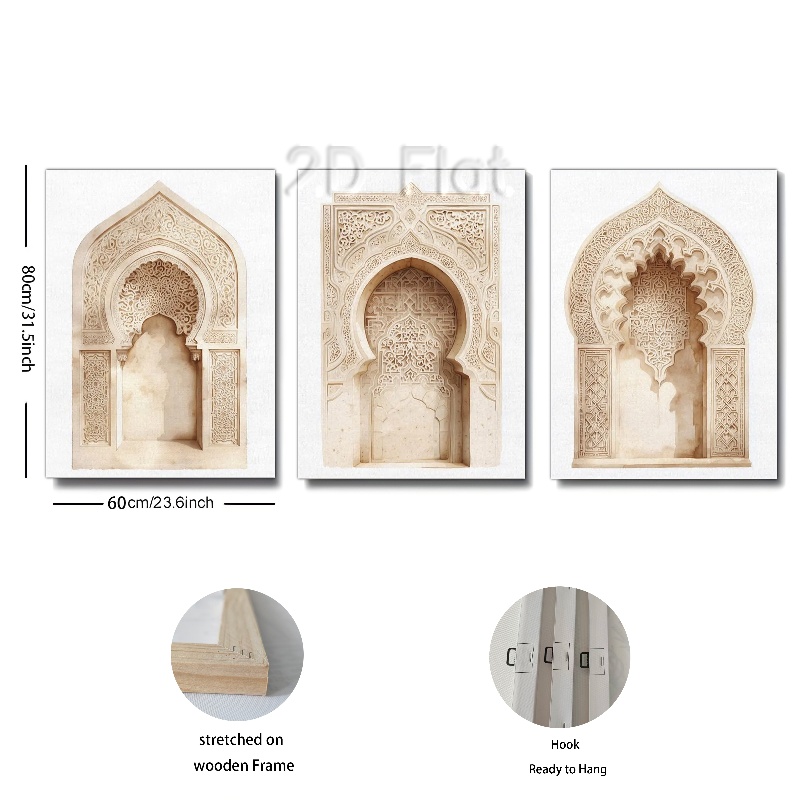 2D Flat
80cm/31.5inch
60cm/23.6inch
stretched on
wooden Frame
Hook
Ready to Hang